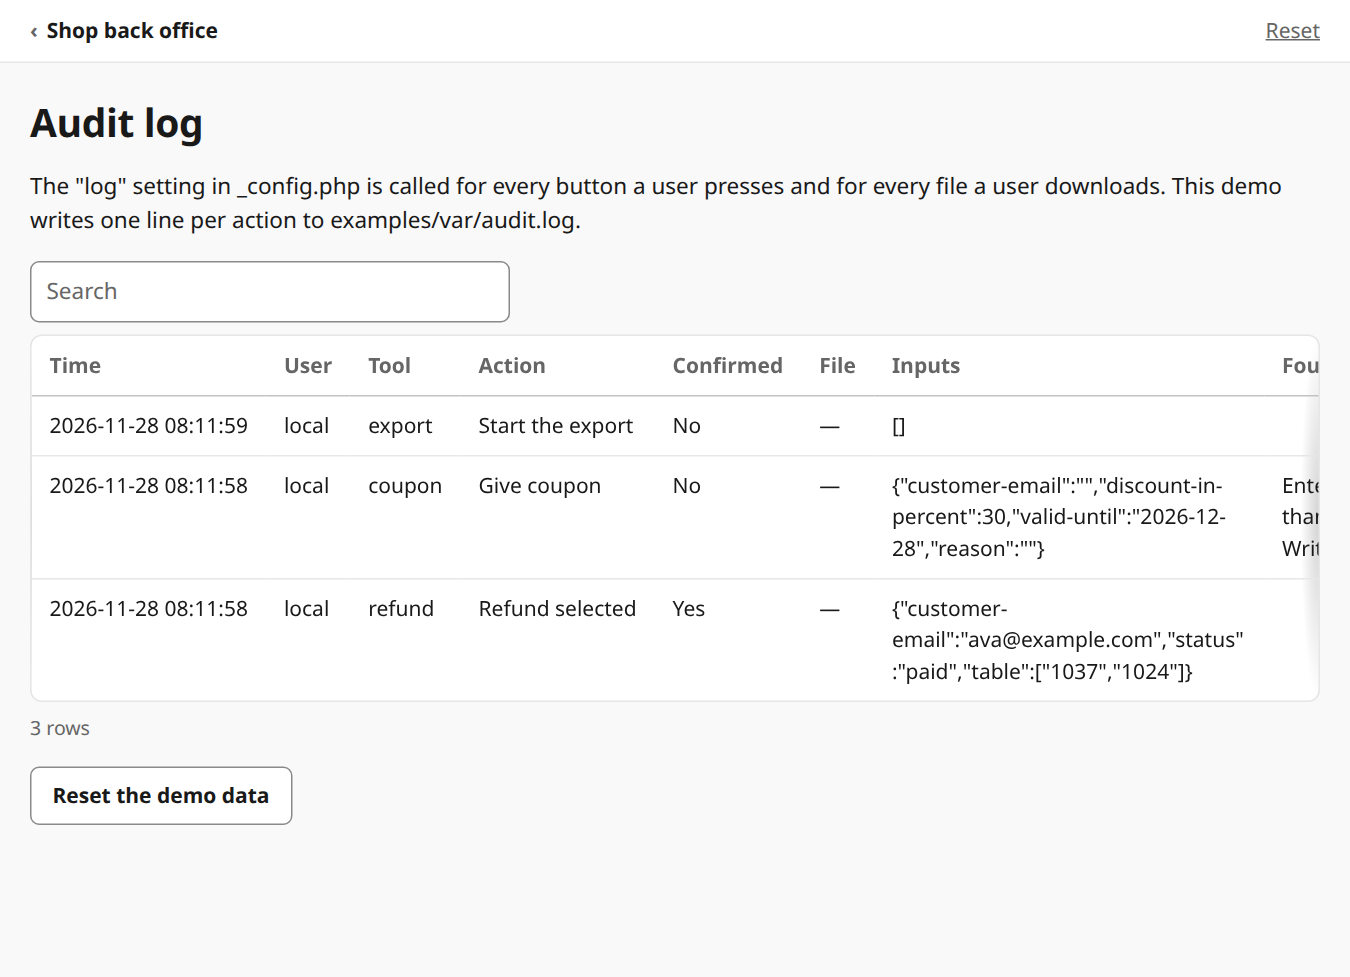 ‹ Shop back office
Reset
Audit log
The "log" setting in _config.php is called for every button a user presses and for every file a user downloads. This demo
writes one line per action to examples/var/audit.log.
Search
Time User Tool Action Confirmed File Inputs Fou
2026-11-28 08:11:59 local export Start the export No — []
2026-11-28 08:11:58 local coupon Give coupon No — {"customer-email":"","discount-in- Ente
percent":30,"valid-until":"2026-12- than
28","reason":""} Writ
2026-11-28 08:11:58 local refund Refund selected Yes — {"customer-
email":"ava@example.com","status"
:"paid","table":["1037","1024"]}
3 rows
Reset the demo data